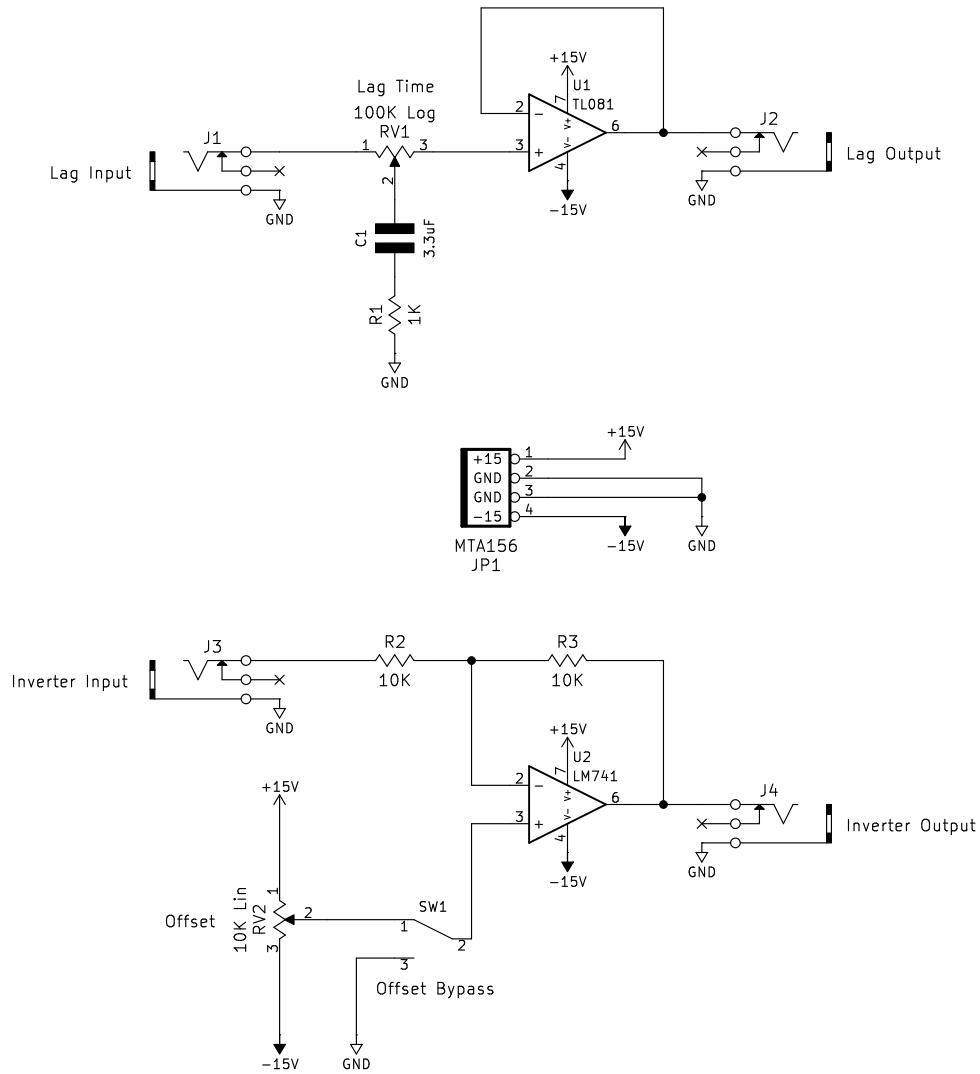 +15V
U1
TL081
7
2
−
V+
6
3
+
V−
4
−15V
Lag Time
100K Log
RV1
1
3
2
J1
Lag Input
GND
J2
Lag Output
GND
C1
3.3uF
R1
1K
GND
+15V
+15
1
GND
2
GND
3
−15
4
MTA156
JP1
−15V
GND
J3
Inverter Input
GND
R2
10K
R3
10K
+15V
U2
LM741
7
2
−
V+
6
3
+
V−
4
−15V
J4
Inverter Output
GND
+15V
1
Offset
10K Lin
RV2
2
3
SW1
1
2
3
Offset Bypass
−15V
GND